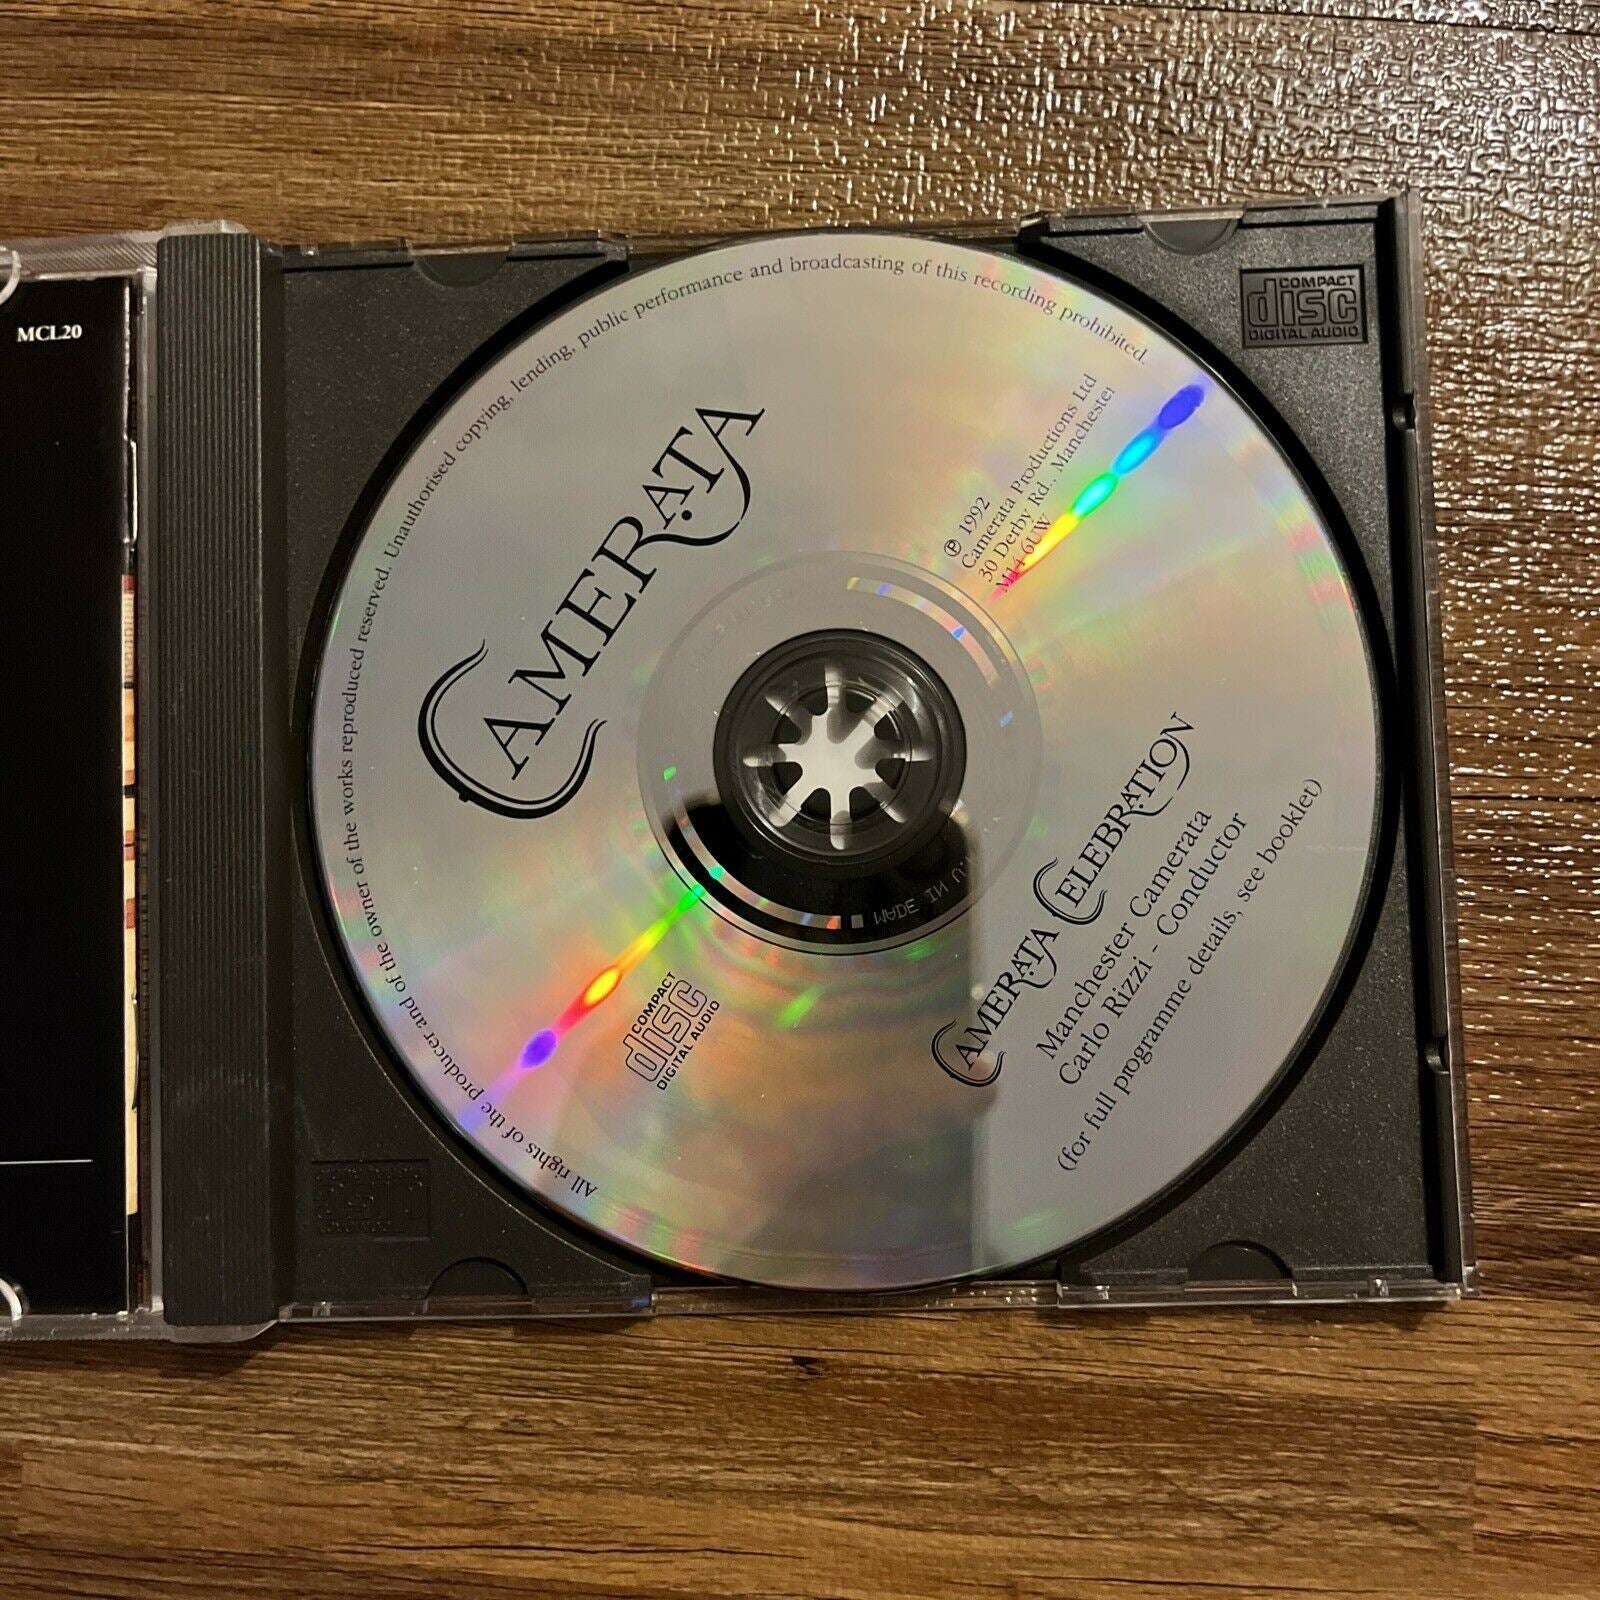 MCL20
COMPACT
disc
DIGITAL AUDIO
All rights of the producer and of the owner of the works reproduced reserved. Unauthorised copying, lending, public performance and broadcasting of this recording prohibited.
CAMERATA
℗ 1992
Camerata Productions Ltd
30 Derby Rd., Manchester
M14 6UW
COMPACT
disc
DIGITAL AUDIO
CAMERATA CELEBRATION
Manchester Camerata
Carlo Rizzi - Conductor
(for full programme details, see booklet)
MADE IN